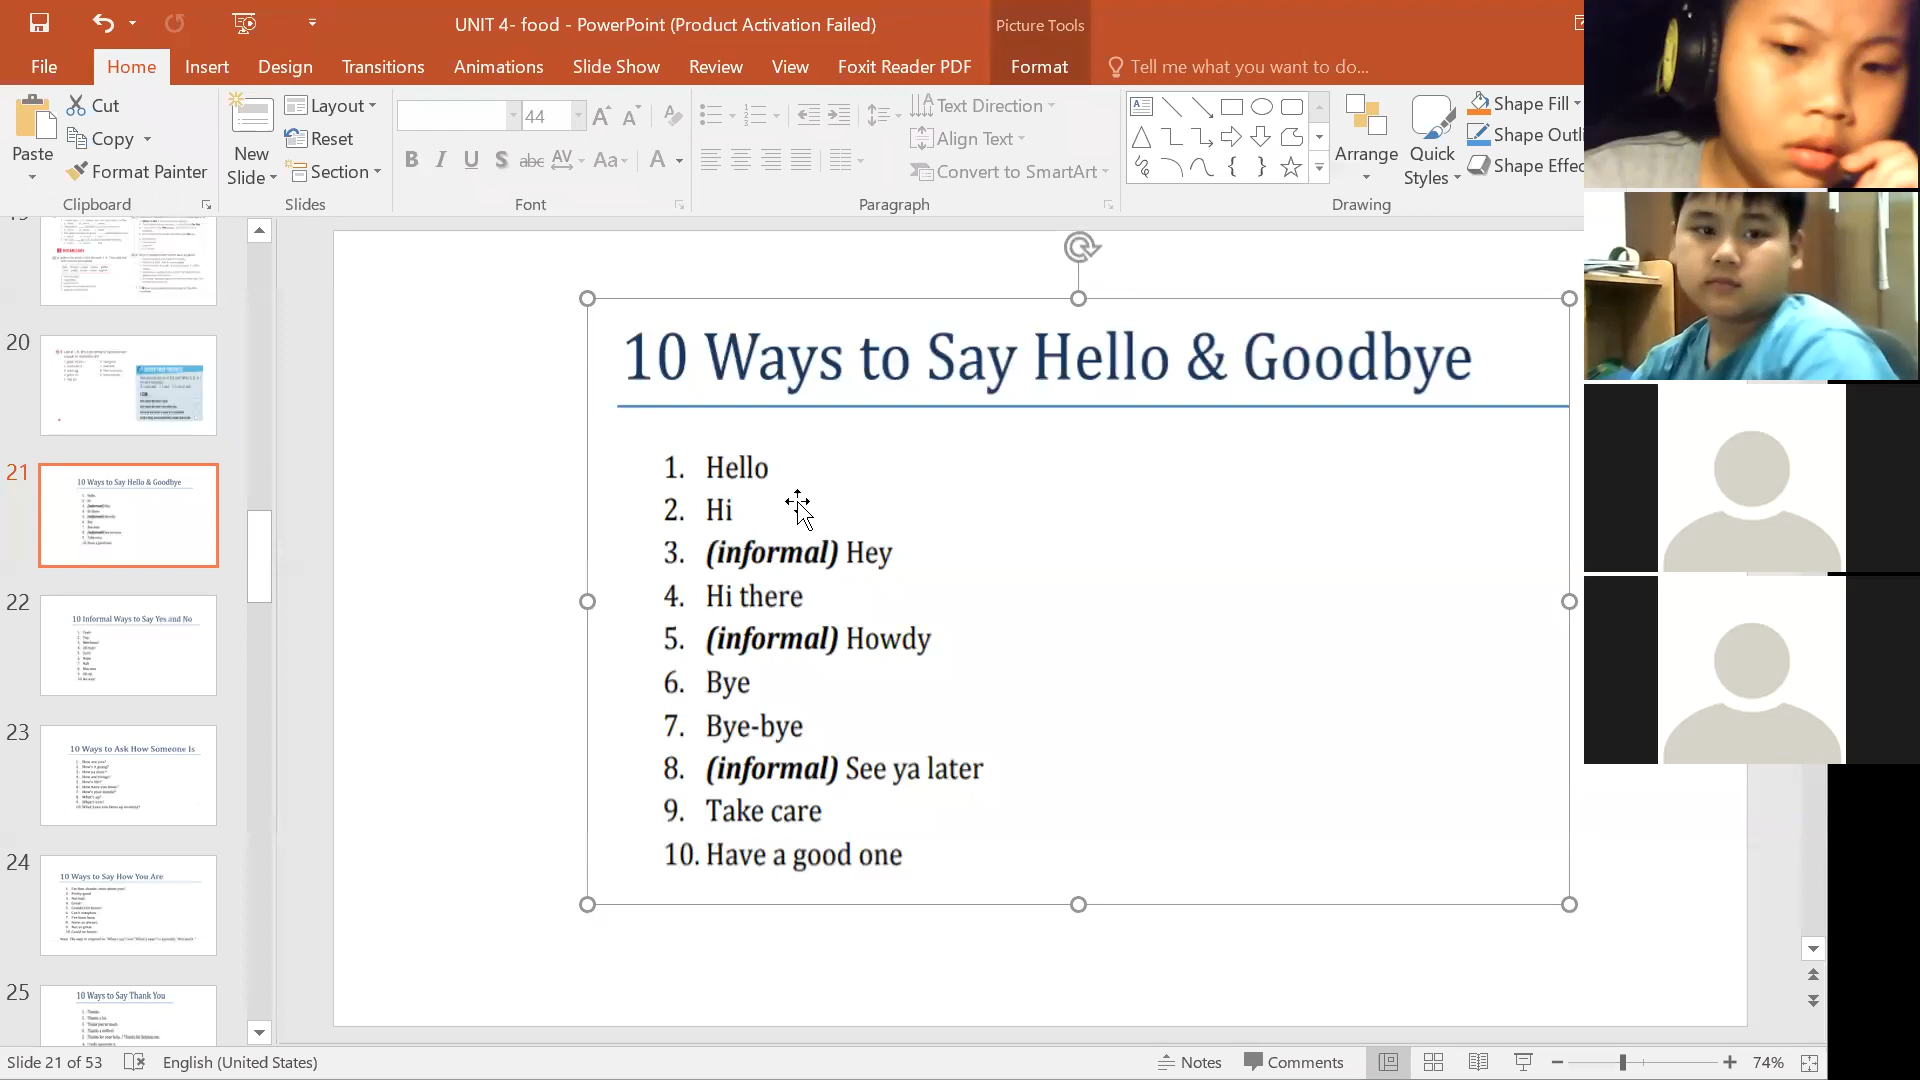 UNIT 4- food - PowerPoint (Product Activation Failed)
Picture Tools
File
Home
Insert
Design
Transitions
Animations
Slide Show
Review
View
Foxit Reader PDF
Format
Tell me what you want to do...
Paste
Cut
Copy
Format Painter
Clipboard
New
Slide
Layout
Reset
Section
Slides
44
B I U S abc AV Aa A
Font
Text Direction
Align Text
Convert to SmartArt
Paragraph
Arrange
Quick
Styles
Shape Fill
Shape Outli
Shape Effec
Drawing
20
21
10 Ways to Say Hello & Goodbye
22
10 Informal Ways to Say Yes and No
23
10 Ways to Ask How Someone Is
24
10 Ways to Say How You Are
25
10 Ways to Say Thank You
10 Ways to Say Hello & Goodbye
1. Hello
2. Hi
3. (informal) Hey
4. Hi there
5. (informal) Howdy
6. Bye
7. Bye-bye
8. (informal) See ya later
9. Take care
10. Have a good one
Slide 21 of 53
English (United States)
Notes
Comments
74%